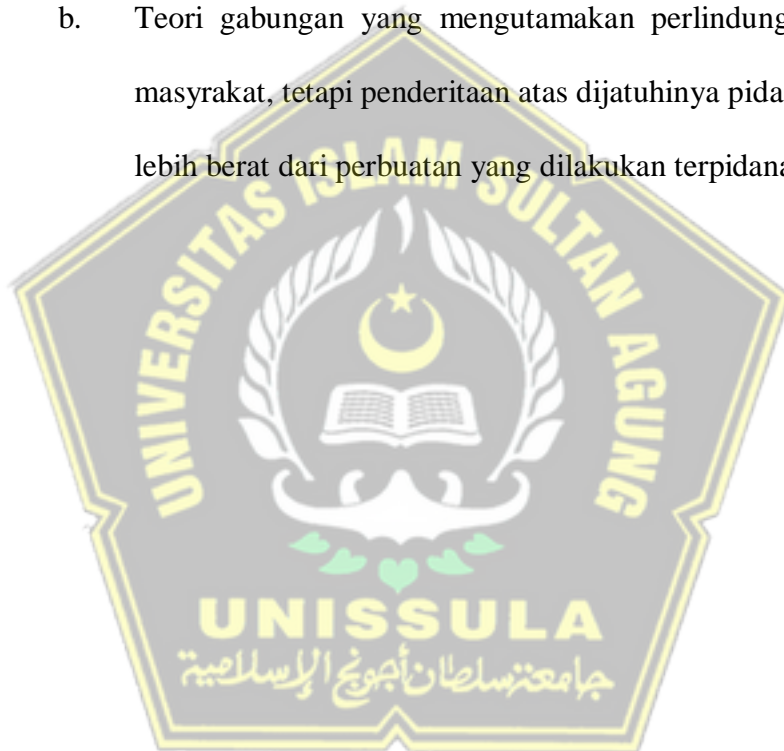 b. Teori gabungan yang mengutamakan perlindung
masyrakat, tetapi penderitaan atas dijatuhinya pida
lebih berat dari perbuatan yang dilakukan terpidana
UNIVERSITAS ISLAM SULTAN AGUNG
UNISSULA
جامعة سلطان أجونج الإسلامية